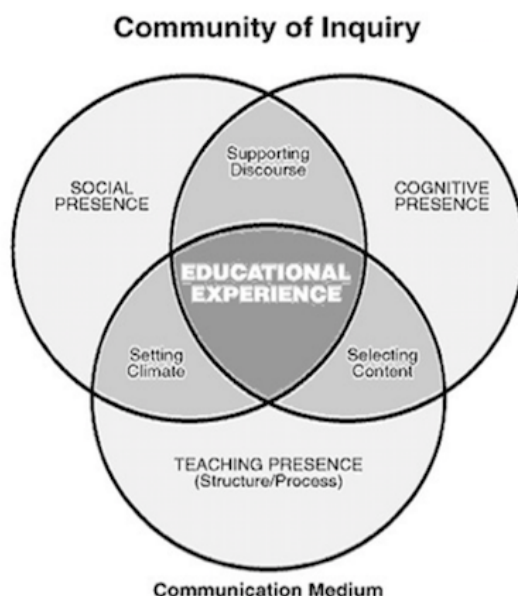 Community of Inquiry
Supporting
Discourse
SOCIAL
PRESENCE
COGNITIVE
PRESENCE
EDUCATIONAL
EXPERIENCE
Setting
Climate
Selecting
Content
TEACHING PRESENCE
(Structure/Process)
Communication Medium